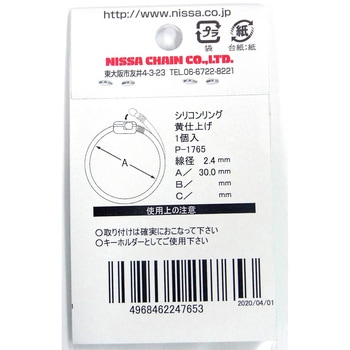 http://www.nissa.co.jp
プラ
紙
袋
台紙:紙
NISSA CHAIN CO.,LTD.
東大阪市友井4-3-23 TEL.06-6722-8221
シリコンリング
黄仕上げ
1個入
P-1765
線径 2.4 mm
A/ 30.0 mm
B/ mm
C/ mm
A
使用上の注意
○取り付けは確実におこなって下さい
○キーホルダーとしてご使用下さい
2020/04/01
4968462247653